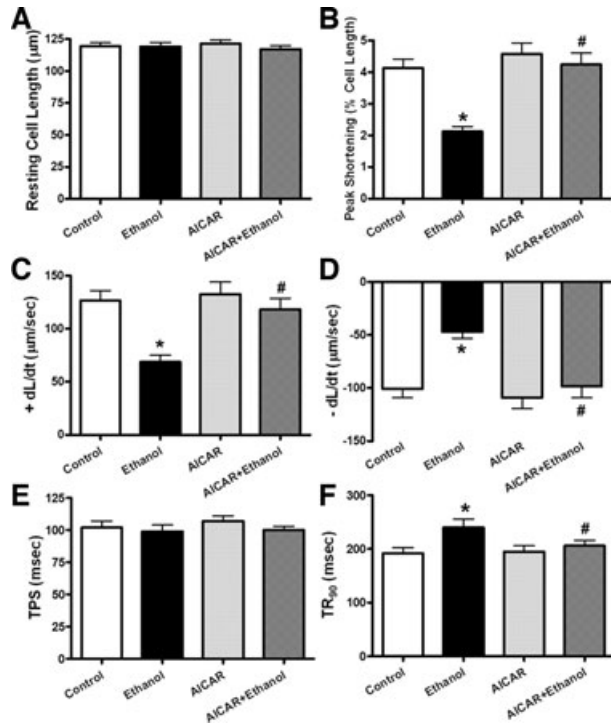 A
Resting Cell Length (μm)
150
125
100
75
50
25
0
Control
Ethanol
AICAR
AICAR+Ethanol
B
Peak Shortening (% Cell Length)
6
5
4
3
2
1
0
*
#
Control
Ethanol
AICAR
AICAR+Ethanol
C
+ dL/dt (μm/sec)
150
100
50
0
*
#
Control
Ethanol
AICAR
AICAR+Ethanol
D
- dL/dt (μm/sec)
0
-50
-100
-150
*
#
Control
Ethanol
AICAR
AICAR+Ethanol
E
TPS (msec)
125
100
75
50
25
0
Control
Ethanol
AICAR
AICAR+Ethanol
F
TR90 (msec)
300
200
100
0
*
#
Control
Ethanol
AICAR
AICAR+Ethanol